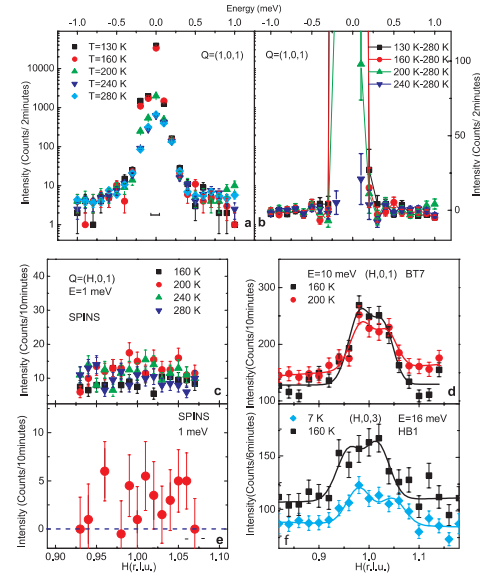 Energy (meV)
-1.0 -0.5 0.0 0.5 1.0 -1.0 -0.5 0.0 0.5 1.0
T=130 K
T=160 K
T=200 K
T=240 K
T=280 K
Q=(1,0,1)
Q=(1,0,1)
130 K-280 K
160 K-280 K
200 K-280 K
240 K-280 K
10000
1000
100
10
1
Intensity (Counts/ 2minutes)
100
50
0
Intensity (Counts/ 2minutes)
a
b
Q=(H,0,1)
E=1 meV
SPINS
160 K
200 K
240 K
280 K
40
30
20
10
0
Intensity (Counts/10minutes)
c
E=10 meV (H,0,1) BT7
160 K
200 K
300
200
100
Intensity (Counts/10minutes)
d
SPINS
1 meV
10
5
0
Intensity (Counts/10minutes)
e
0,90 0,95 1,00 1,05 1,10
H(r.l.u.)
7 K (H,0,3) E=16 meV
160 K HB1
200
150
100
Intensity(Counts/6minutes)
f
0,9 1,0 1,1
H(r.l.u.)